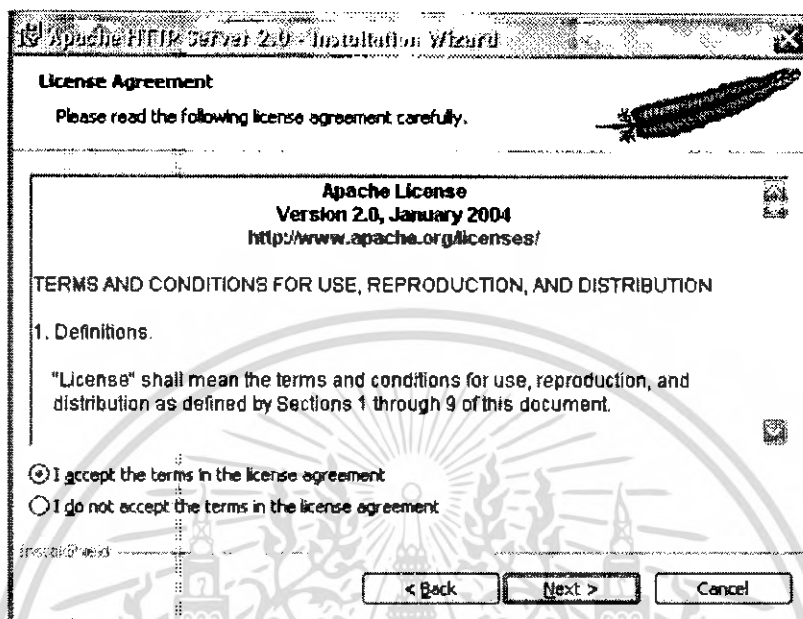 Apache HTTP Server 2.0 - Installation Wizard
License Agreement
Please read the following license agreement carefully.
Apache License
Version 2.0, January 2004
http://www.apache.org/licenses/
TERMS AND CONDITIONS FOR USE, REPRODUCTION, AND DISTRIBUTION
1. Definitions.
"License" shall mean the terms and conditions for use, reproduction, and
distribution as defined by Sections 1 through 9 of this document.
I accept the terms in the license agreement
I do not accept the terms in the license agreement
InstallShield
< Back
Next >
Cancel